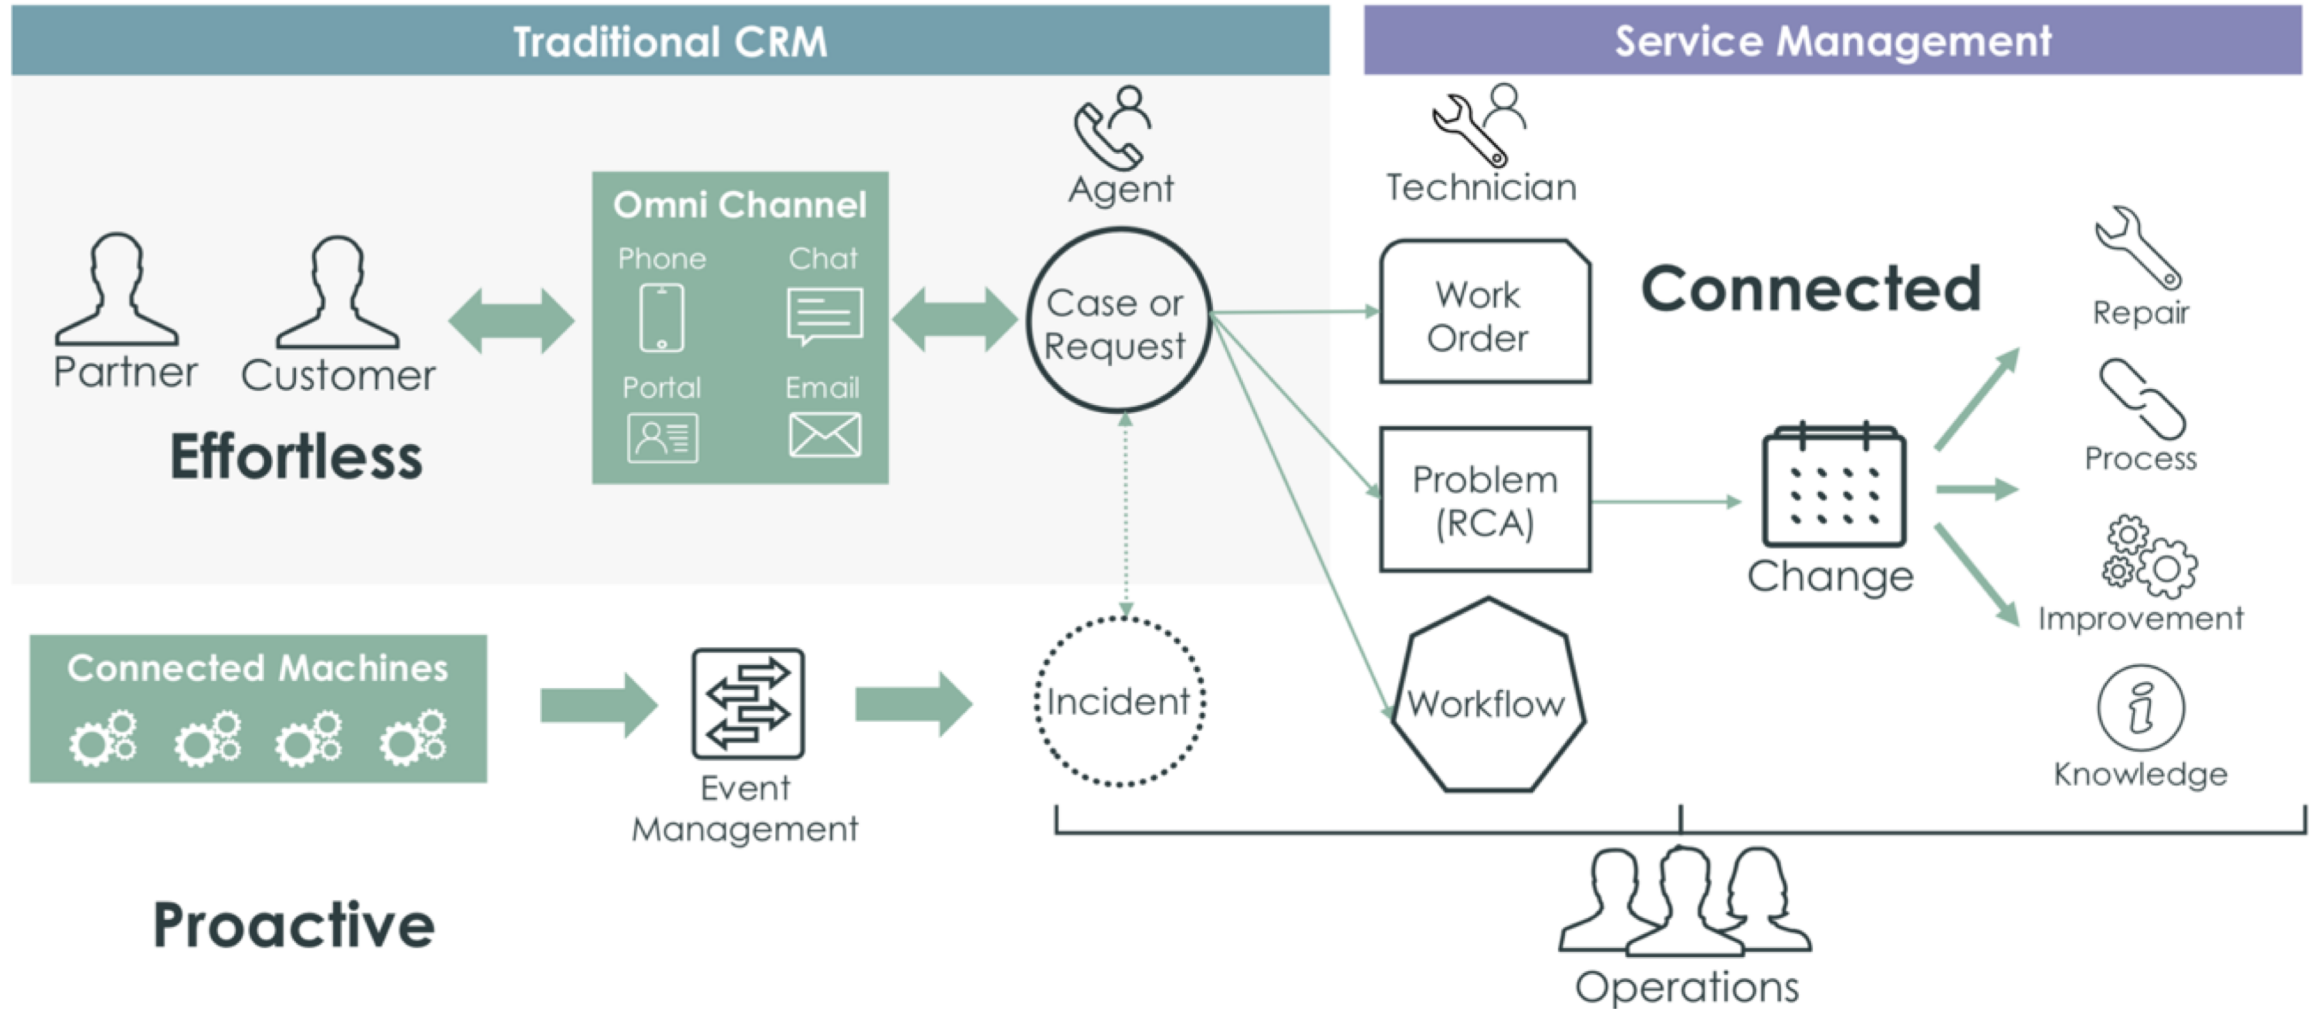 Traditional CRM
Service Management
Agent
Technician
Omni Channel
Phone
Chat
Portal
Email
Partner
Customer
Effortless
Case or
Request
Work
Order
Connected
Problem
(RCA)
Change
Workflow
Repair
Process
Improvement
Knowledge
Connected Machines
Event
Management
Incident
Proactive
Operations